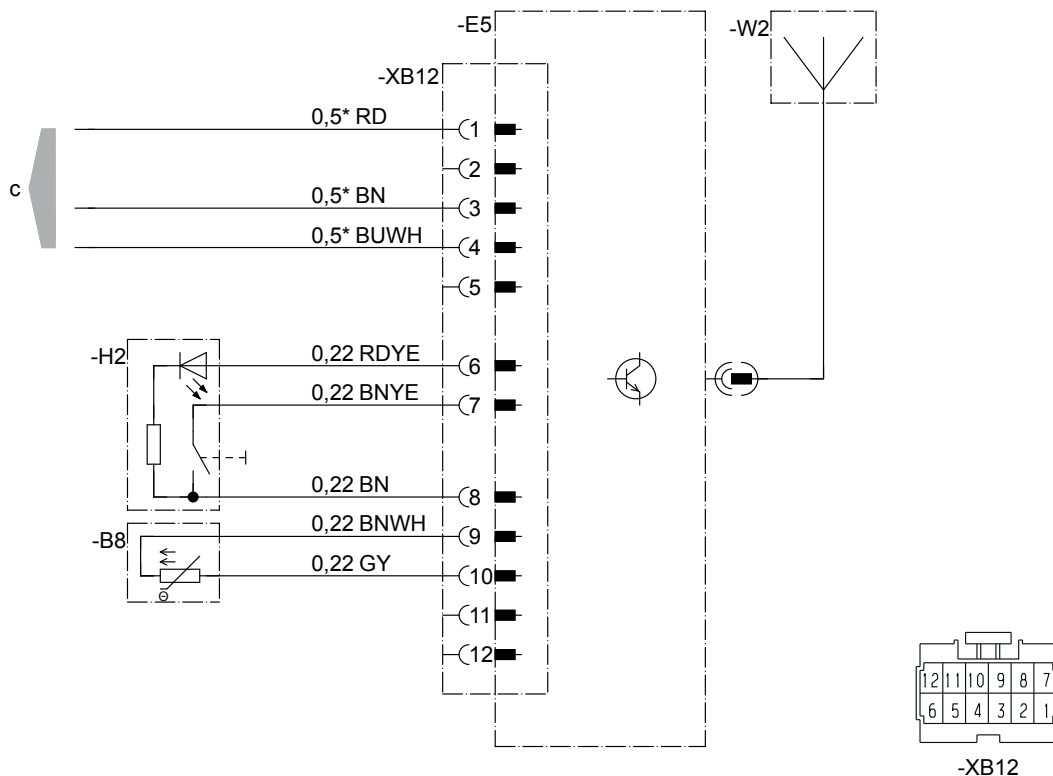 -E5
-W2
-XB12
0,5* RD
1
2
c
0,5* BN
3
0,5* BUWH
4
5
-H2
0,22 RDYE
6
0,22 BNYE
7
0,22 BN
8
-B8
0,22 BNWH
9
0,22 GY
10
11
12
12 11 10 9 8 7
6 5 4 3 2 1
-XB12